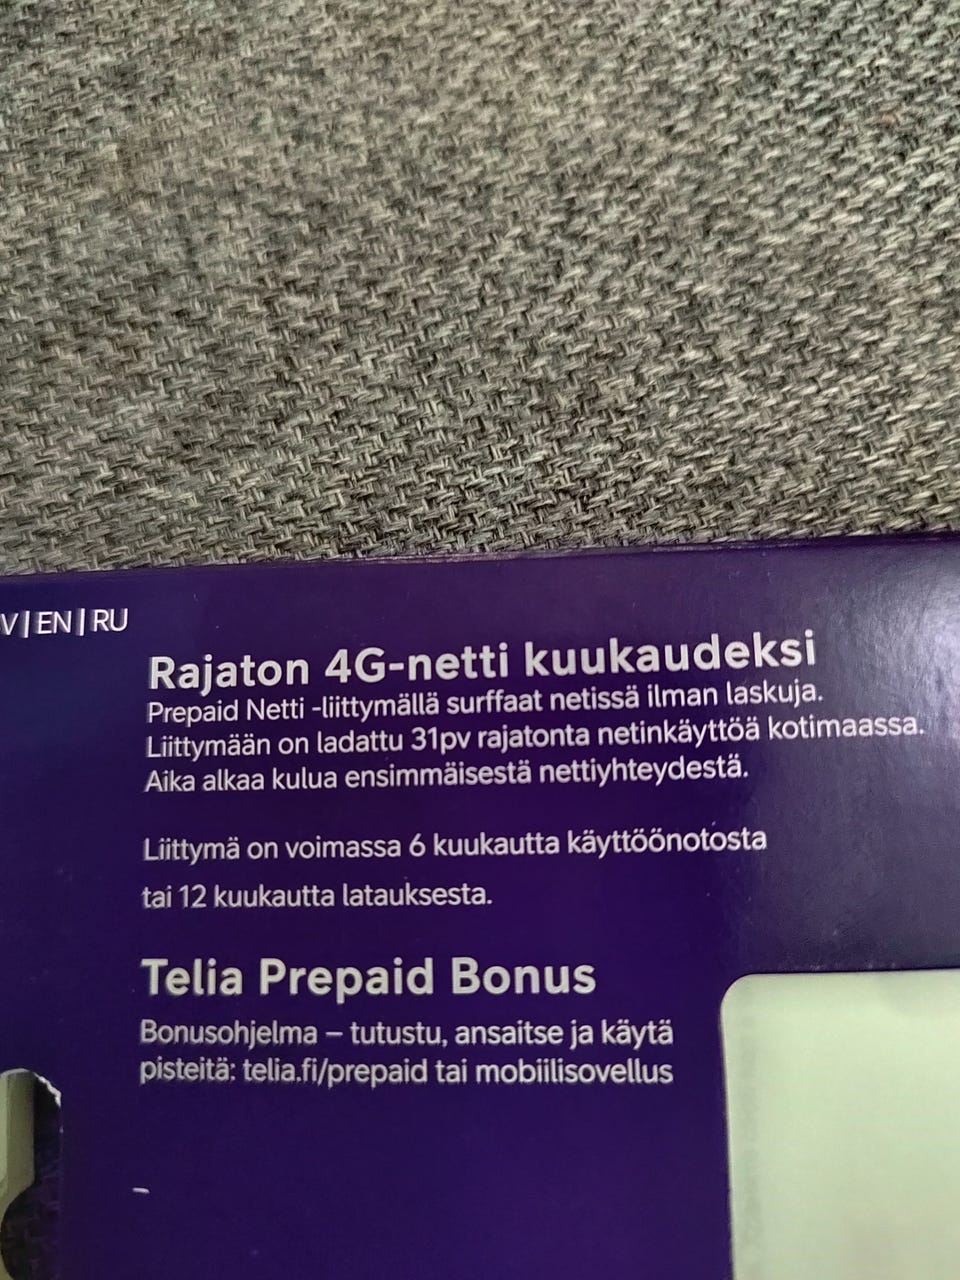 V | EN | RU
Rajaton 4G-netti kuukaudeksi
Prepaid Netti -liittymällä surffaat netissä ilman laskuja.
Liittymään on ladattu 31pv rajatonta netinkäyttöä kotimaassa.
Aika alkaa kulua ensimmäisestä nettiyhteydestä.
Liittymä on voimassa 6 kuukautta käyttöönotosta
tai 12 kuukautta latauksesta.
Telia Prepaid Bonus
Bonusohjelma – tutustu, ansaitse ja käytä
pisteitä: telia.fi/prepaid tai mobiilisovellus